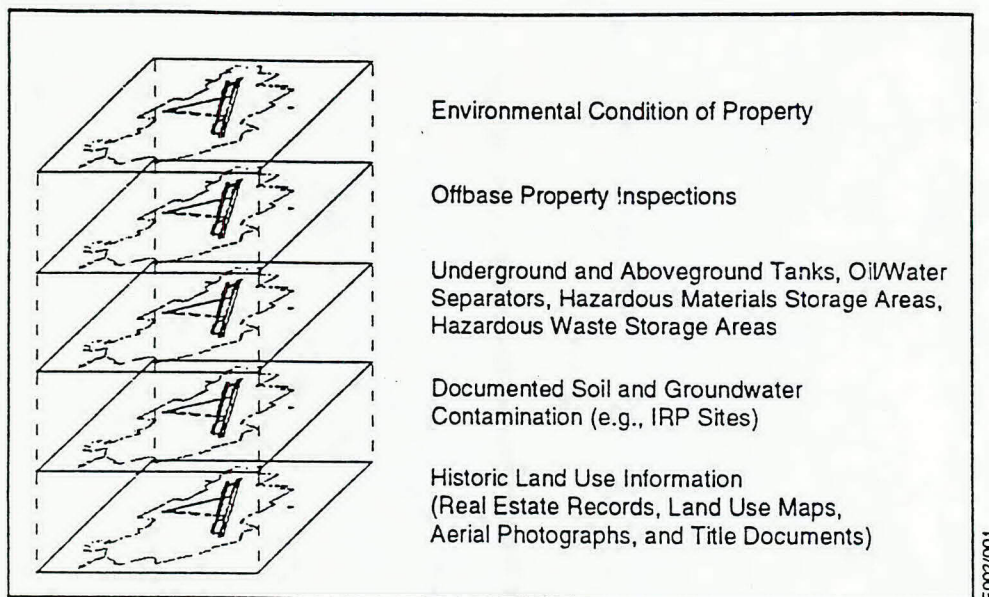 Environmental Condition of Property
Offbase Property Inspections
Underground and Aboveground Tanks, Oil/Water
Separators, Hazardous Materials Storage Areas,
Hazardous Waste Storage Areas
Documented Soil and Groundwater
Contamination (e.g., IRP Sites)
Historic Land Use Information
(Real Estate Records, Land Use Maps,
Aerial Photographs, and Title Documents)